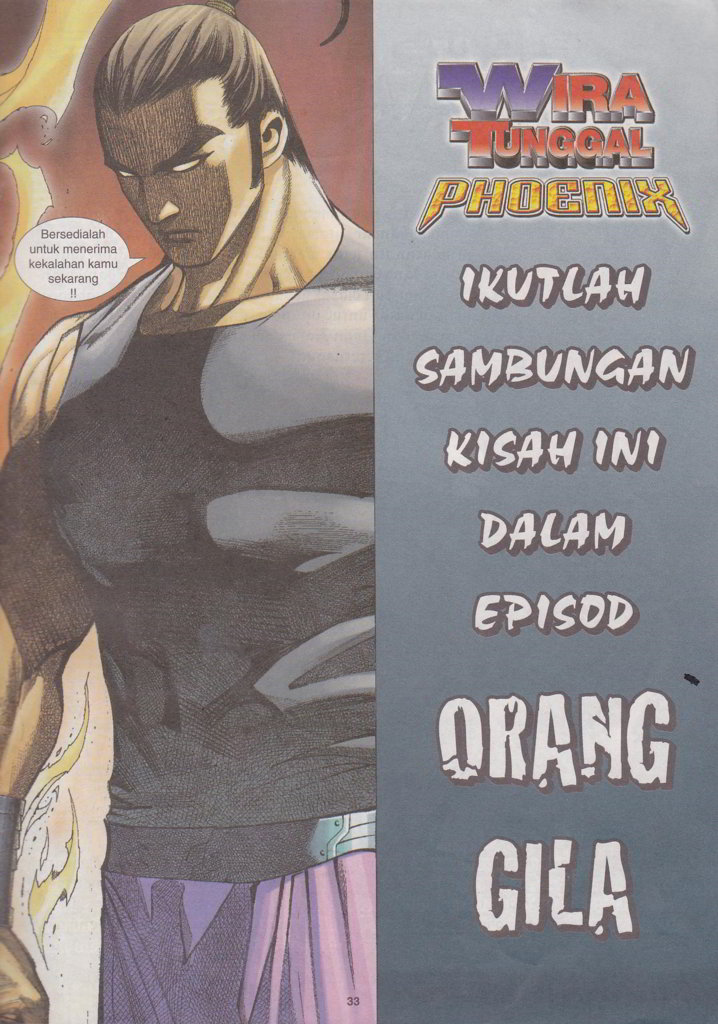 Bersedialah
untuk menerima
kekalahan kamu
sekarang
!!
33
WIRA
TUNGGAL
PHOENIX
IKUTLAH
SAMBUNGAN
KISAH INI
DALAM
EPISOD
ORANG
GILA